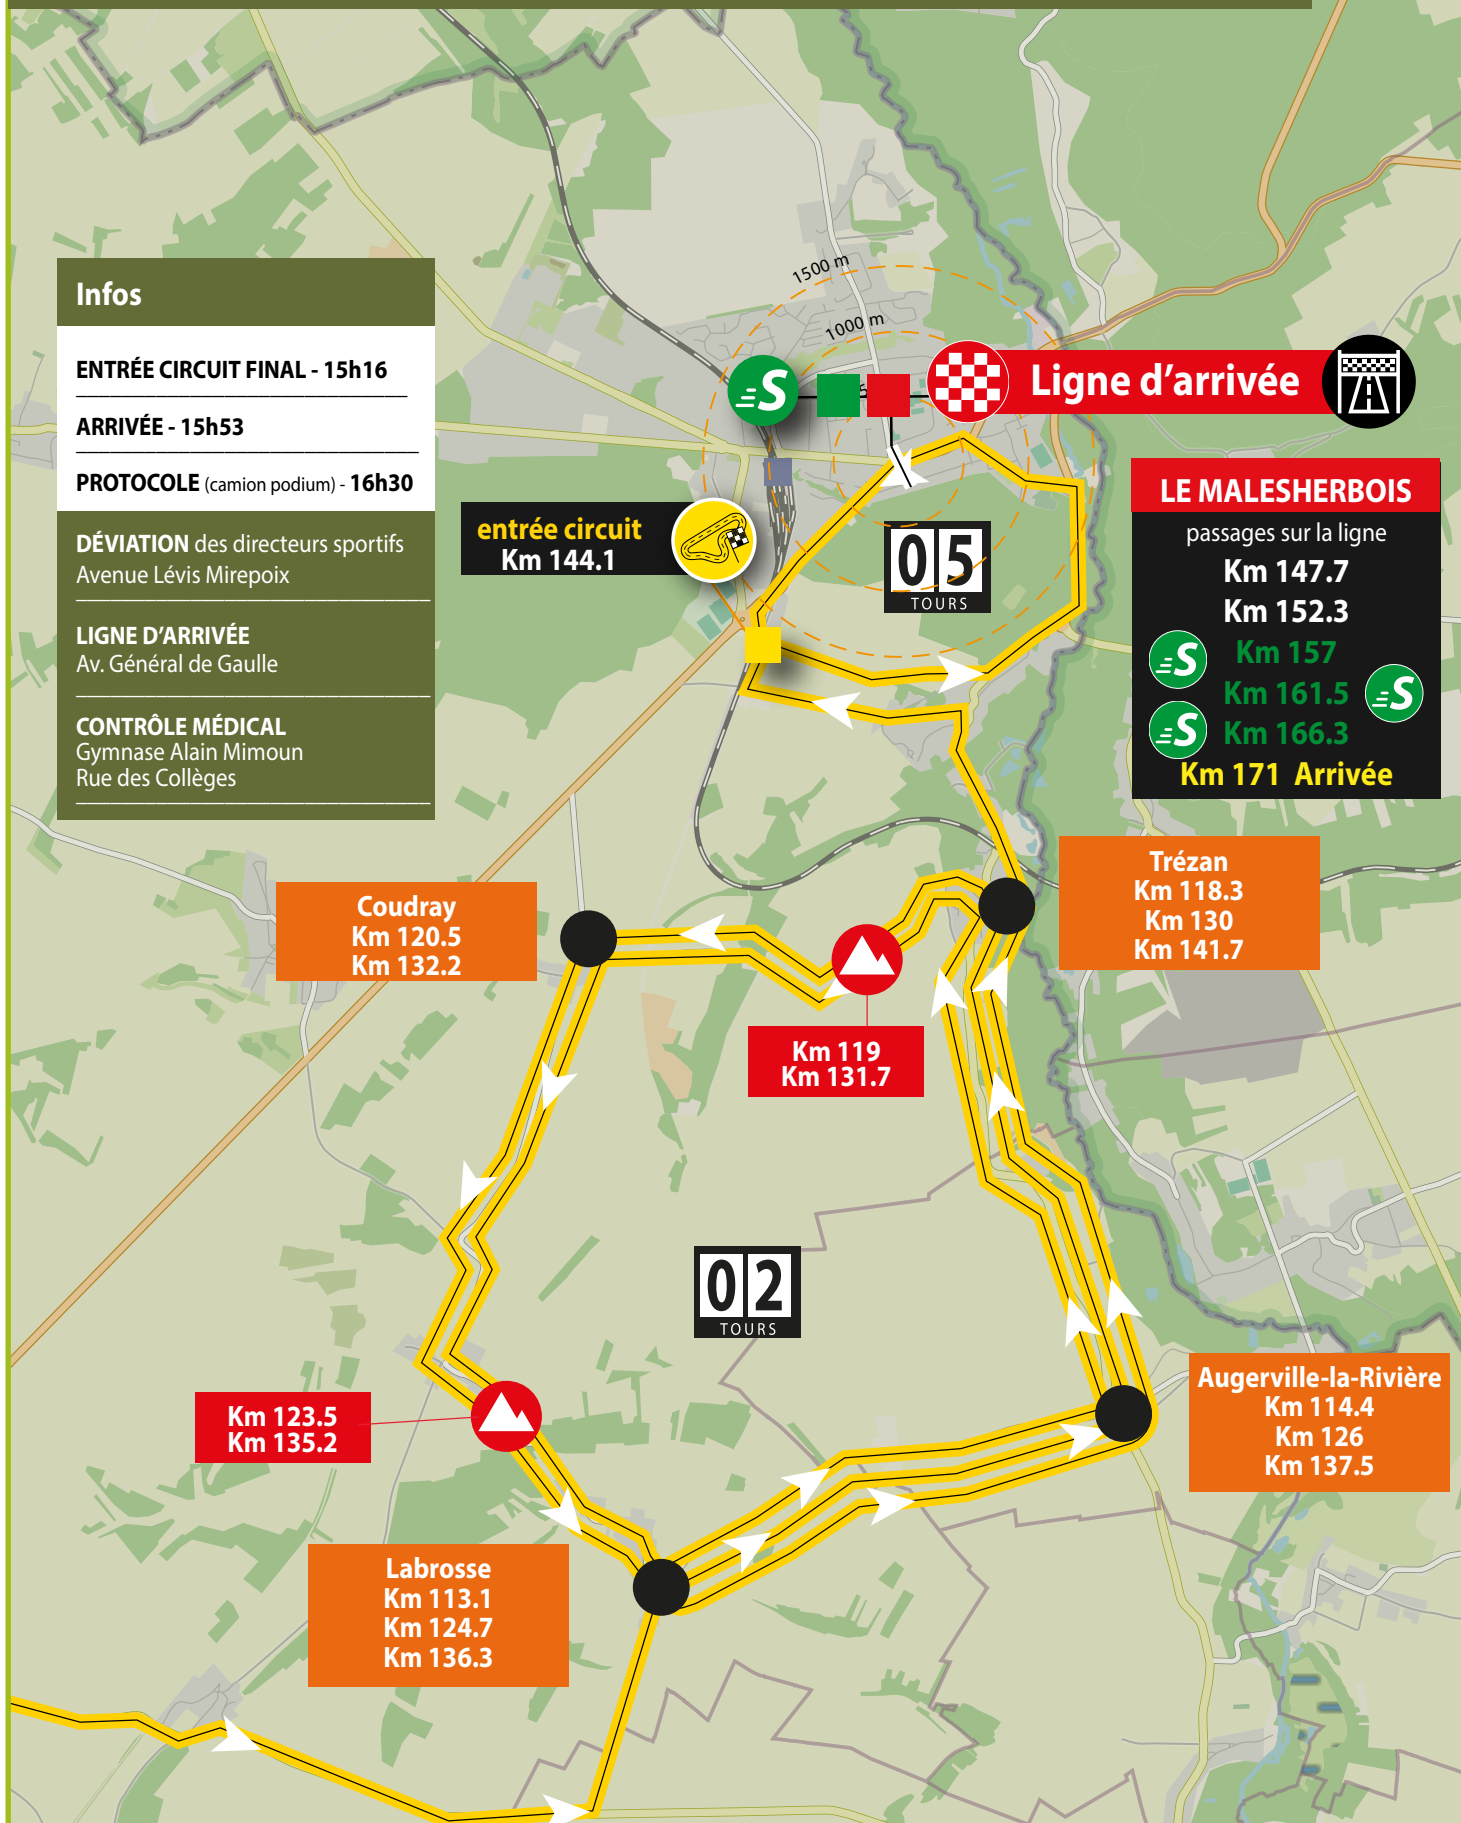 Infos
ENTRÉE CIRCUIT FINAL - 15h16
ARRIVÉE - 15h53
PROTOCOLE (camion podium) - 16h30
DÉVIATION des directeurs sportifs
Avenue Lévis Mirepoix
LIGNE D'ARRIVÉE
Av. Général de Gaulle
CONTRÔLE MÉDICAL
Gymnase Alain Mimoun
Rue des Collèges
1500 m
1000 m
S
Ligne d'arrivée
entrée circuit
Km 144.1
05
TOURS
LE MALESHERBOIS
passages sur la ligne
Km 147.7
Km 152.3
S Km 157
Km 161.5 S
S Km 166.3
Km 171 Arrivée
Trézan
Km 118.3
Km 130
Km 141.7
Coudray
Km 120.5
Km 132.2
Km 119
Km 131.7
02
TOURS
Km 123.5
Km 135.2
Augerville-la-Rivière
Km 114.4
Km 126
Km 137.5
Labrosse
Km 113.1
Km 124.7
Km 136.3